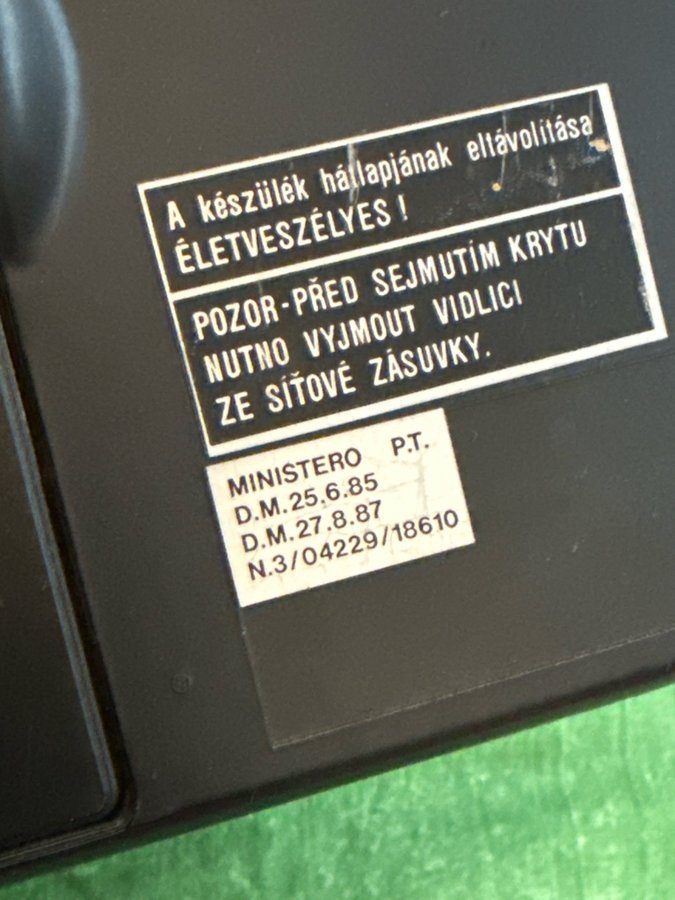 A készülék hátlapjának eltávolítása
ÉLETVESZÉLYES!
POZOR-PŘED SEJMUTÍM KRYTU
NUTNO VYJMOUT VIDLICI
ZE SÍŤOVÉ ZÁSUVKY.
MINISTERO P.T.
D.M.25.6.85
D.M.27.8.87
N.3/04229/18610